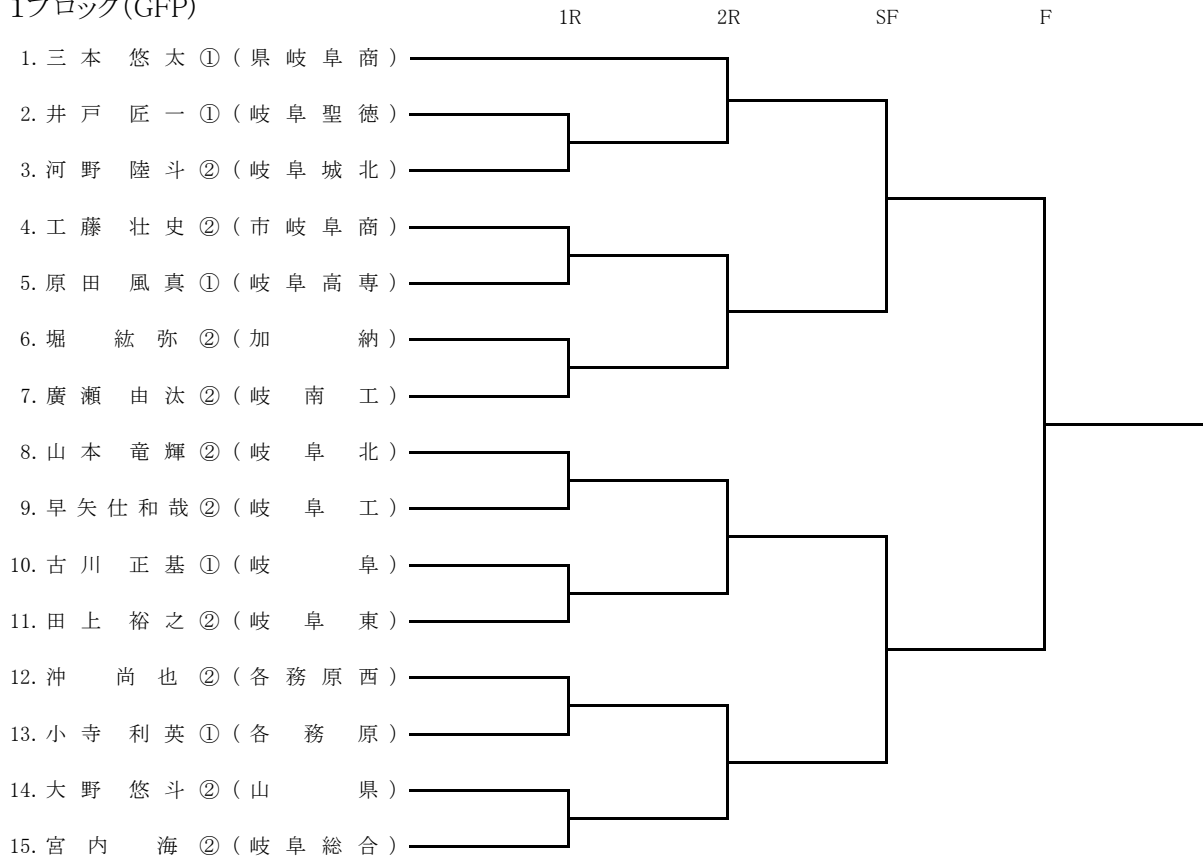 1ブロック(GFP)
1R 2R SF F
1. 三本 悠太 ① (県岐阜商)
2. 井戸 匠一 ① (岐阜聖徳)
3. 河野 陸斗 ② (岐阜城北)
4. 工藤 壮史 ② (市岐阜商)
5. 原田 風真 ① (岐阜高専)
6. 堀 紘弥 ② (加納)
7. 廣瀬 由汰 ② (岐南工)
8. 山本 竜輝 ② (岐阜北)
9. 早矢仕和哉 ② (岐阜工)
10. 古川 正基 ① (岐阜)
11. 田上 裕之 ② (岐阜東)
12. 沖 尚也 ② (各務原西)
13. 小寺 利英 ① (各務原)
14. 大野 悠斗 ② (山県)
15. 宮内 海 ② (岐阜総合)